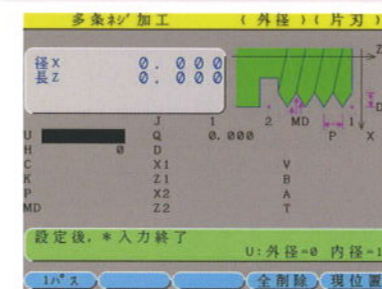 多条ネジ加工 (外径)(片刃)
径X 0.000
長Z 0.000
Z
D
2 MD 1
P X
J 1
U Q 0.000
H 0 D
C X1 V
K Z1 B
P X2 A
MD Z2 T
設定後,*入力終了
U:外径=0 内径=1
1パス 全削除 現位置